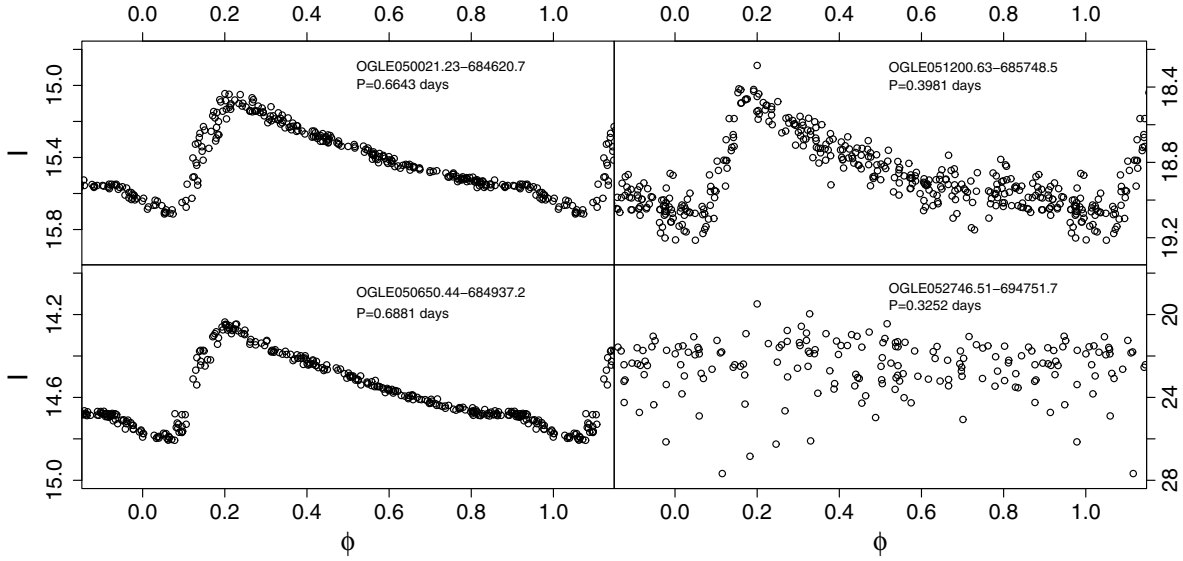 0.0 0.2 0.4 0.6 0.8 1.0 0.0 0.2 0.4 0.6 0.8 1.0
OGLE050021.23−684620.7
P=0.6643 days
OGLE051200.63−685748.5
P=0.3981 days
I
15.0 15.4 15.8
18.4 18.8 19.2
OGLE050650.44−684937.2
P=0.6881 days
OGLE052746.51−694751.7
P=0.3252 days
I
14.2 14.6 15.0
20 24 28
0.0 0.2 0.4 0.6 0.8 1.0 0.0 0.2 0.4 0.6 0.8 1.0
ϕ ϕ